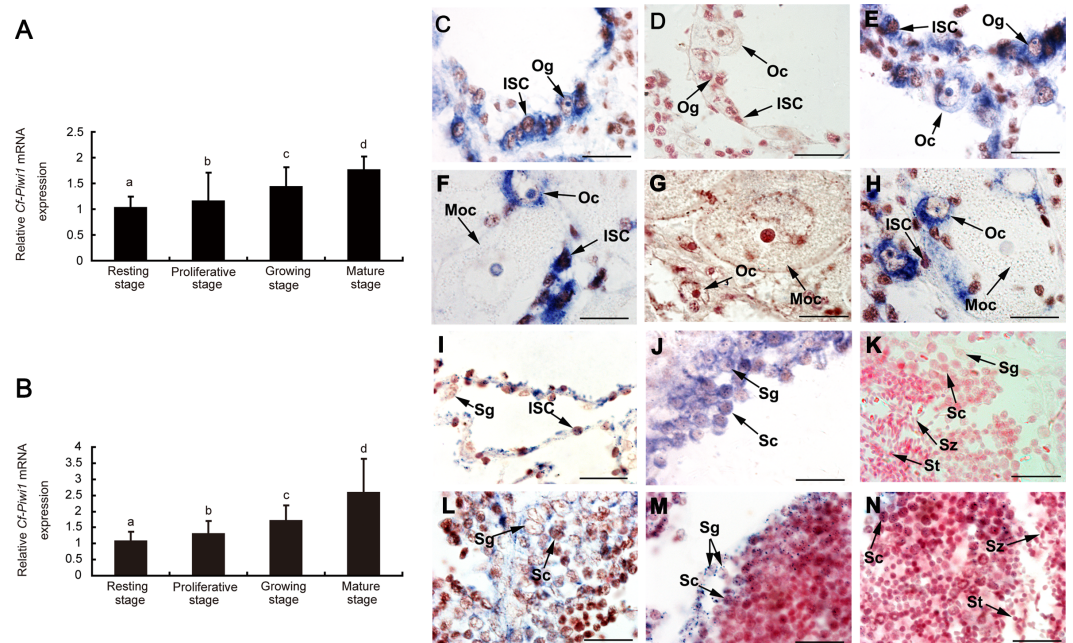 A
Relative Cf-Piwi1 mRNA
expression
2.5
2
1.5
1
0.5
0
a
b
c
d
Resting
stage
Proliferative
stage
Growing
stage
Mature
stage
B
Relative Cf-Piwi1 mRNA
expression
4
3.5
3
2.5
2
1.5
1
0.5
0
a
b
c
d
Resting
stage
Proliferative
stage
Growing
stage
Mature
stage
C
Og
ISC
D
Oc
Og
ISC
E
ISC
Og
Oc
F
Moc
Oc
ISC
G
Oc
Moc
H
ISC
Oc
Moc
I
Sg
ISC
J
Sg
Sc
K
Sg
Sc
Sz
St
L
Sg
Sc
M
Sg
Sc
N
Sc
Sz
St